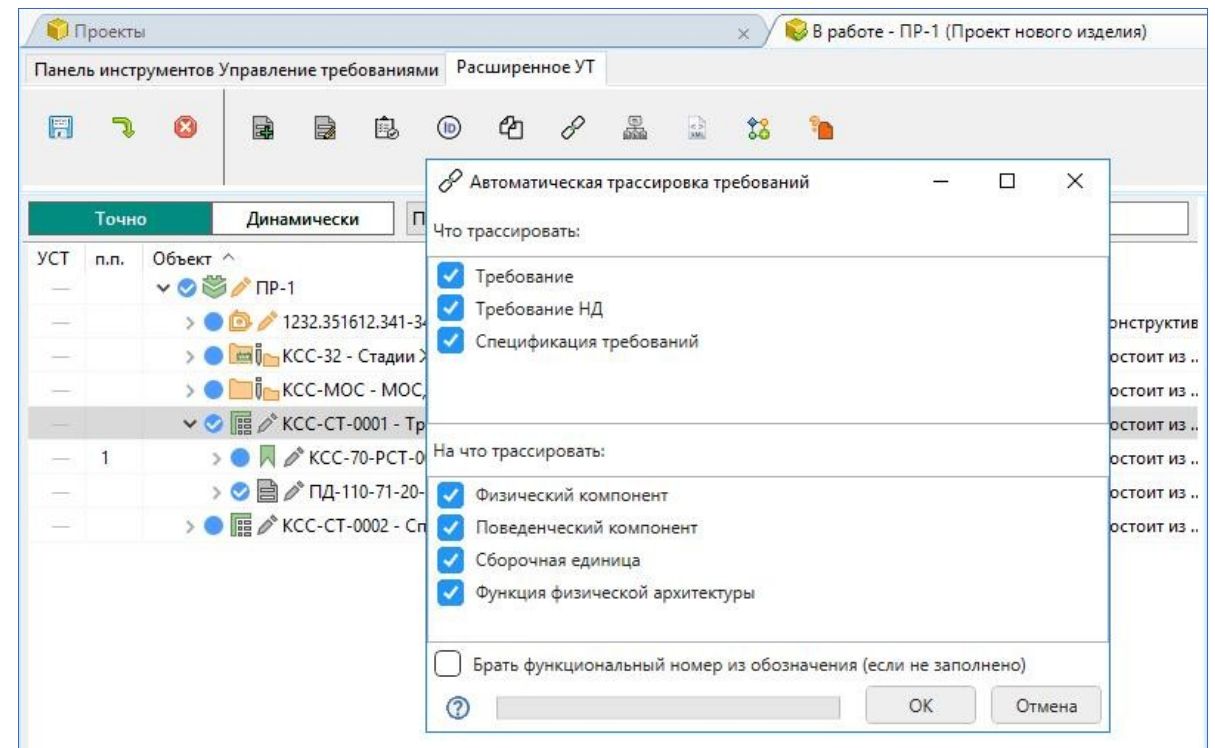 Проекты
В работе - ПР-1 (Проект нового изделия)
Панель инструментов Управление требованиями Расширенное УТ
Автоматическая трассировка требований
Точно Динамически П
Что трассировать:
УСТ п.п. Объект
Требование
ПР-1
Требование НД
1232.351612.341-34 онструктив
Спецификация требований
КСС-32 - Стадии остоит из ..
КСС-МОС - МОС, остоит из ..
КСС-СТ-0001 - Тр остоит из ..
На что трассировать:
1 КСС-70-РСТ-0 остоит из ..
Физический компонент
ПД-110-71-20- остоит из ..
Поведенческий компонент
КСС-СТ-0002 - Сп остоит из ..
Сборочная единица
Функция физической архитектуры
Брать функциональный номер из обозначения (если не заполнено)
OK Отмена